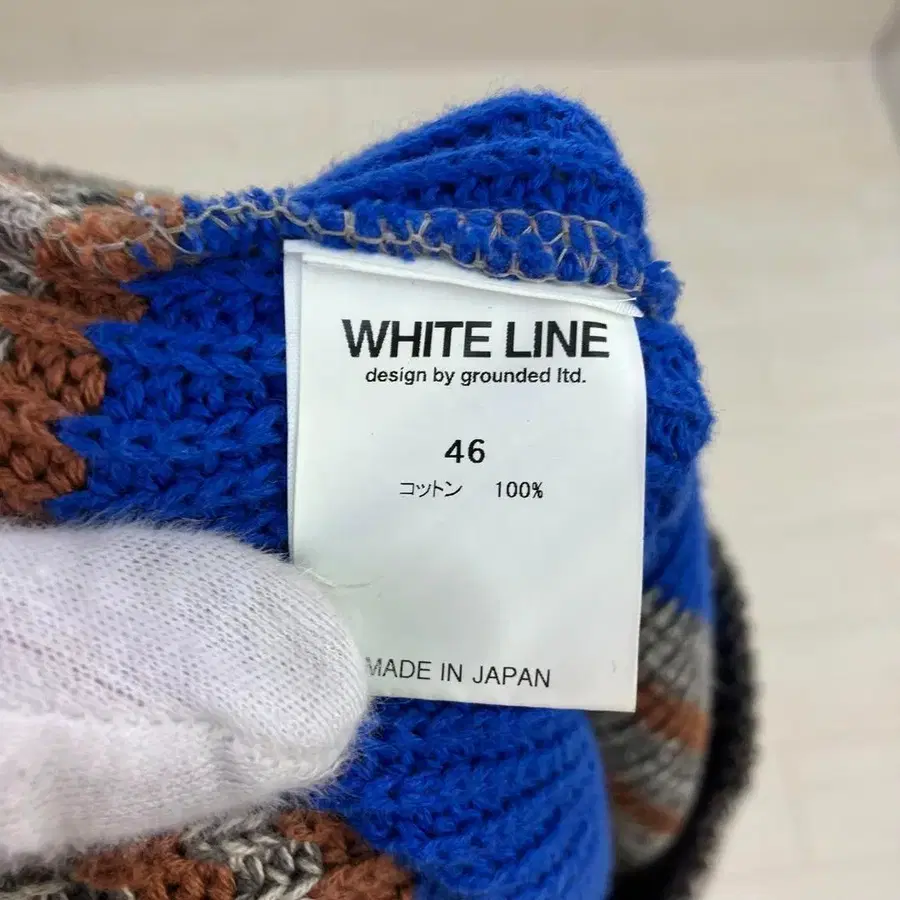 WHITE LINE
design by grounded ltd.
46
コットン 100%
MADE IN JAPAN